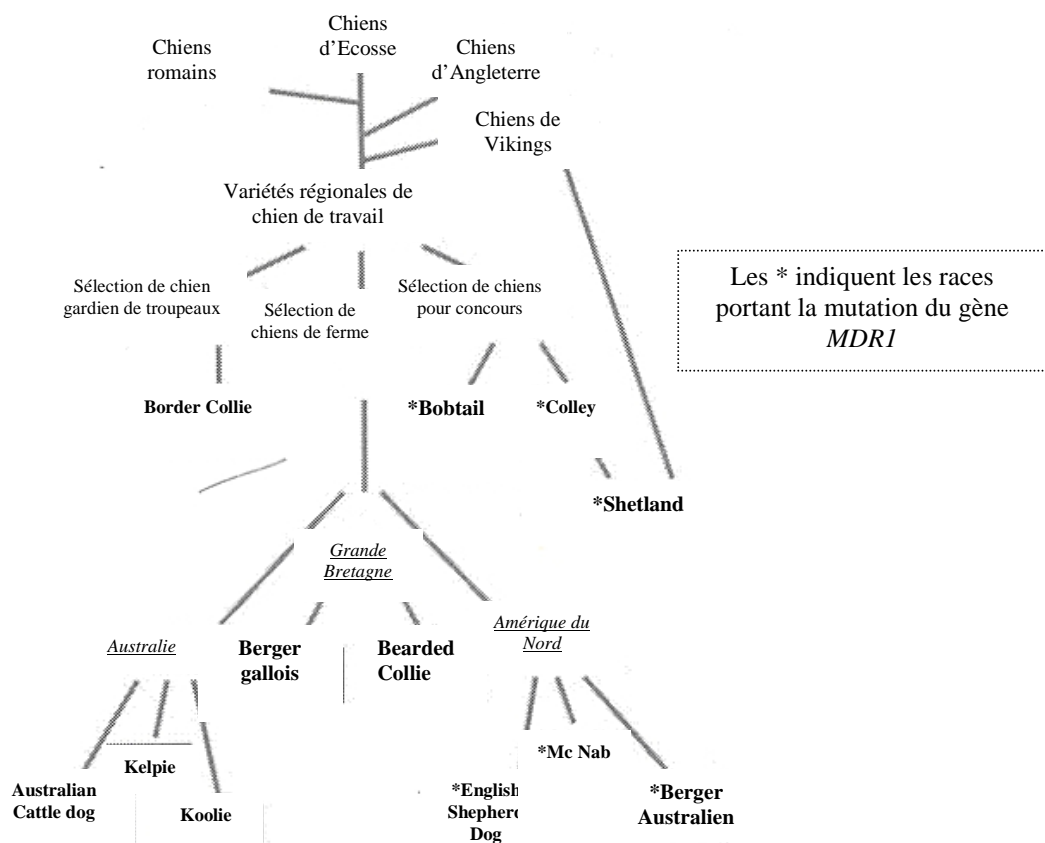 Chiens
d'Ecosse
Chiens
romains
Chiens
d'Angleterre
Chiens de
Vikings
Variétés régionales de
chien de travail
Les * indiquent les races
portant la mutation du gène
MDR1
Sélection de chien
gardien de troupeaux
Sélection de
chiens de ferme
Sélection de chiens
pour concours
Border Collie
*Bobtail
*Colley
*Shetland
Grande
Bretagne
Australie
Berger
gallois
Bearded
Collie
Amérique du
Nord
Kelpie
*Mc Nab
Australian
Cattle dog
Koolie
*English
Shepherd
Dog
*Berger
Australien